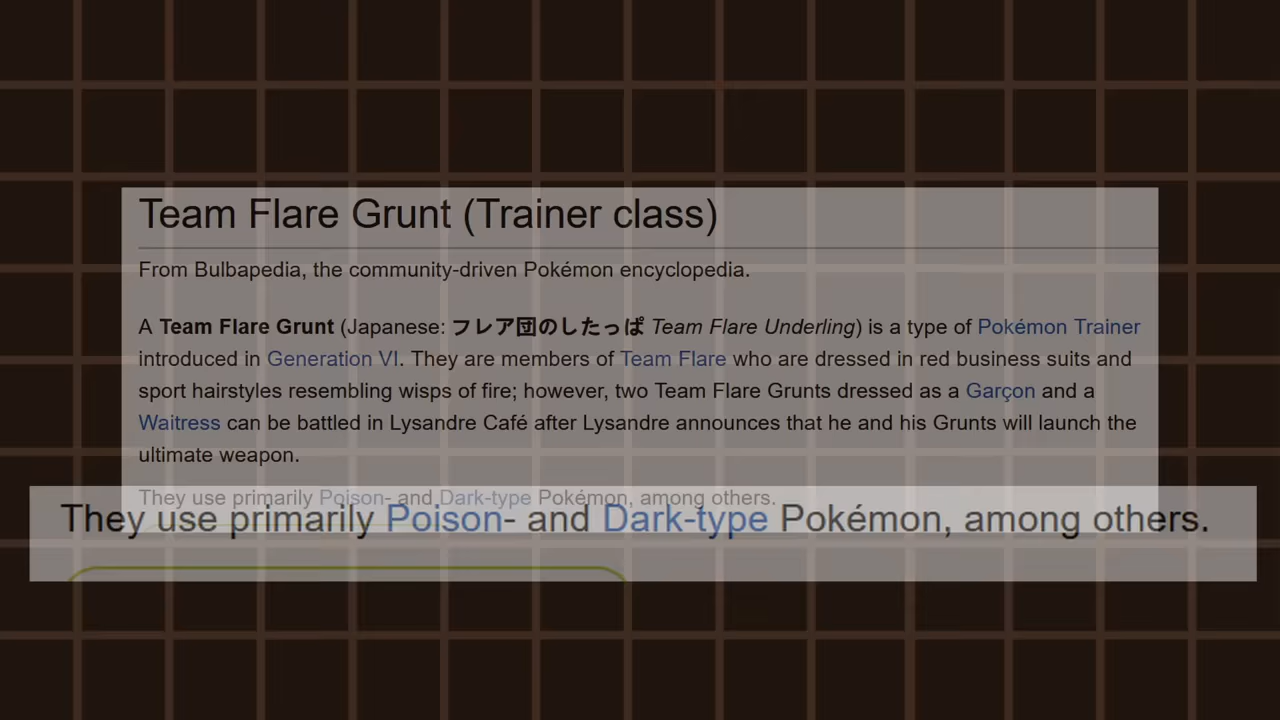 Team Flare Grunt (Trainer class)
From Bulbapedia, the community-driven Pokémon encyclopedia.
A Team Flare Grunt (Japanese: フレア団のしたっぱ Team Flare Underling) is a type of Pokémon Trainer
introduced in Generation VI. They are members of Team Flare who are dressed in red business suits and
sport hairstyles resembling wisps of fire; however, two Team Flare Grunts dressed as a Garçon and a
Waitress can be battled in Lysandre Café after Lysandre announces that he and his Grunts will launch the
ultimate weapon.
They use primarily Poison- and Dark-type Pokémon, among others.
They use primarily Poison- and Dark-type Pokémon, among others.